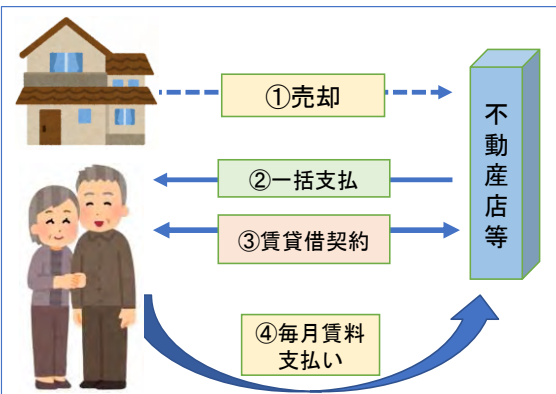 ①売却
不動産店等
②一括支払
③賃貸借契約
④毎月賃料
支払い